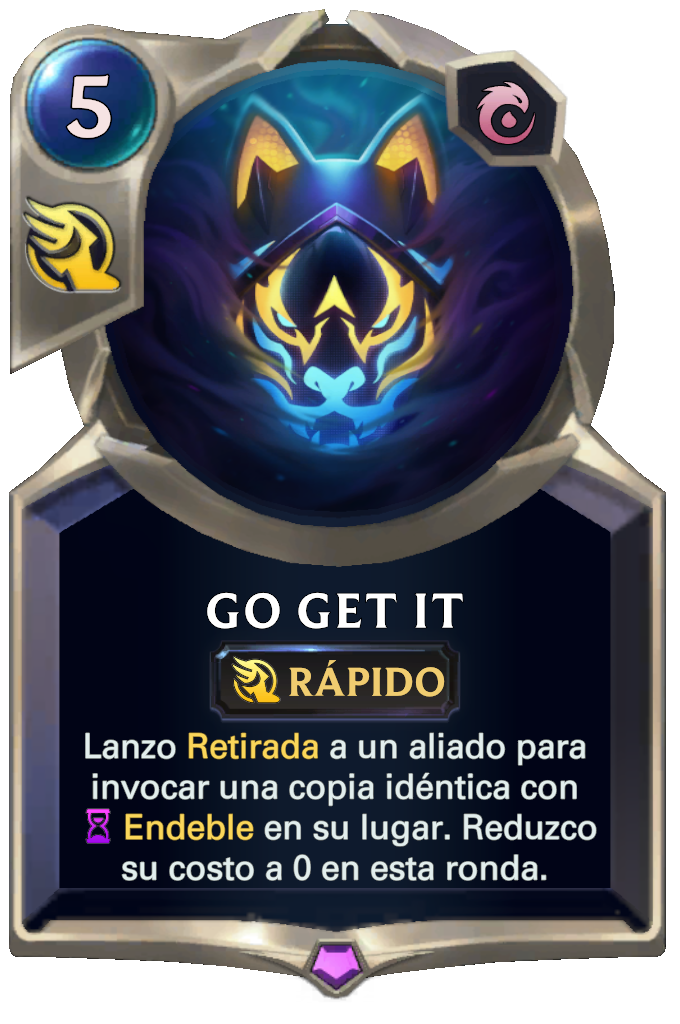 5
GO GET IT
RÁPIDO
Lanzo Retirada a un aliado para
invocar una copia idéntica con
Endeble en su lugar. Reduzco
su costo a 0 en esta ronda.